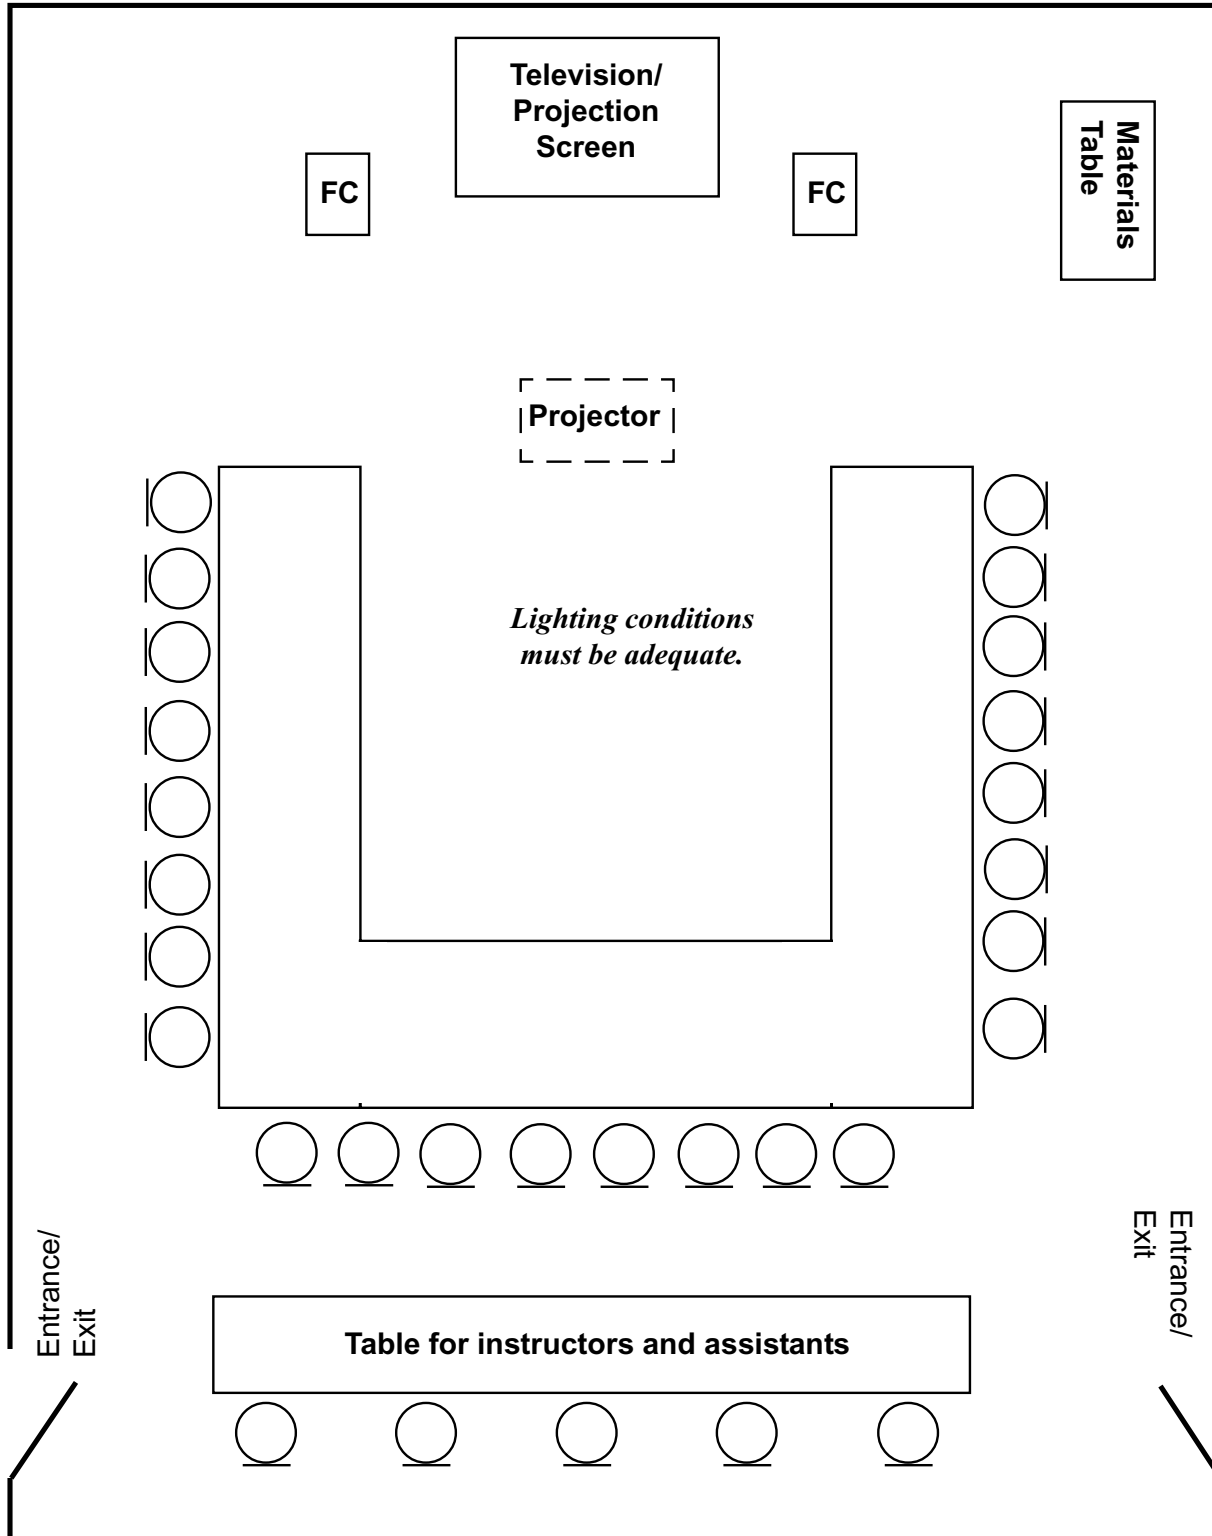 Television/
Projection
Screen
FC
FC
Materials
Table
Projector
Lighting conditions
must be adequate.
Entrance/
Exit
Entrance/
Exit
Table for instructors and assistants